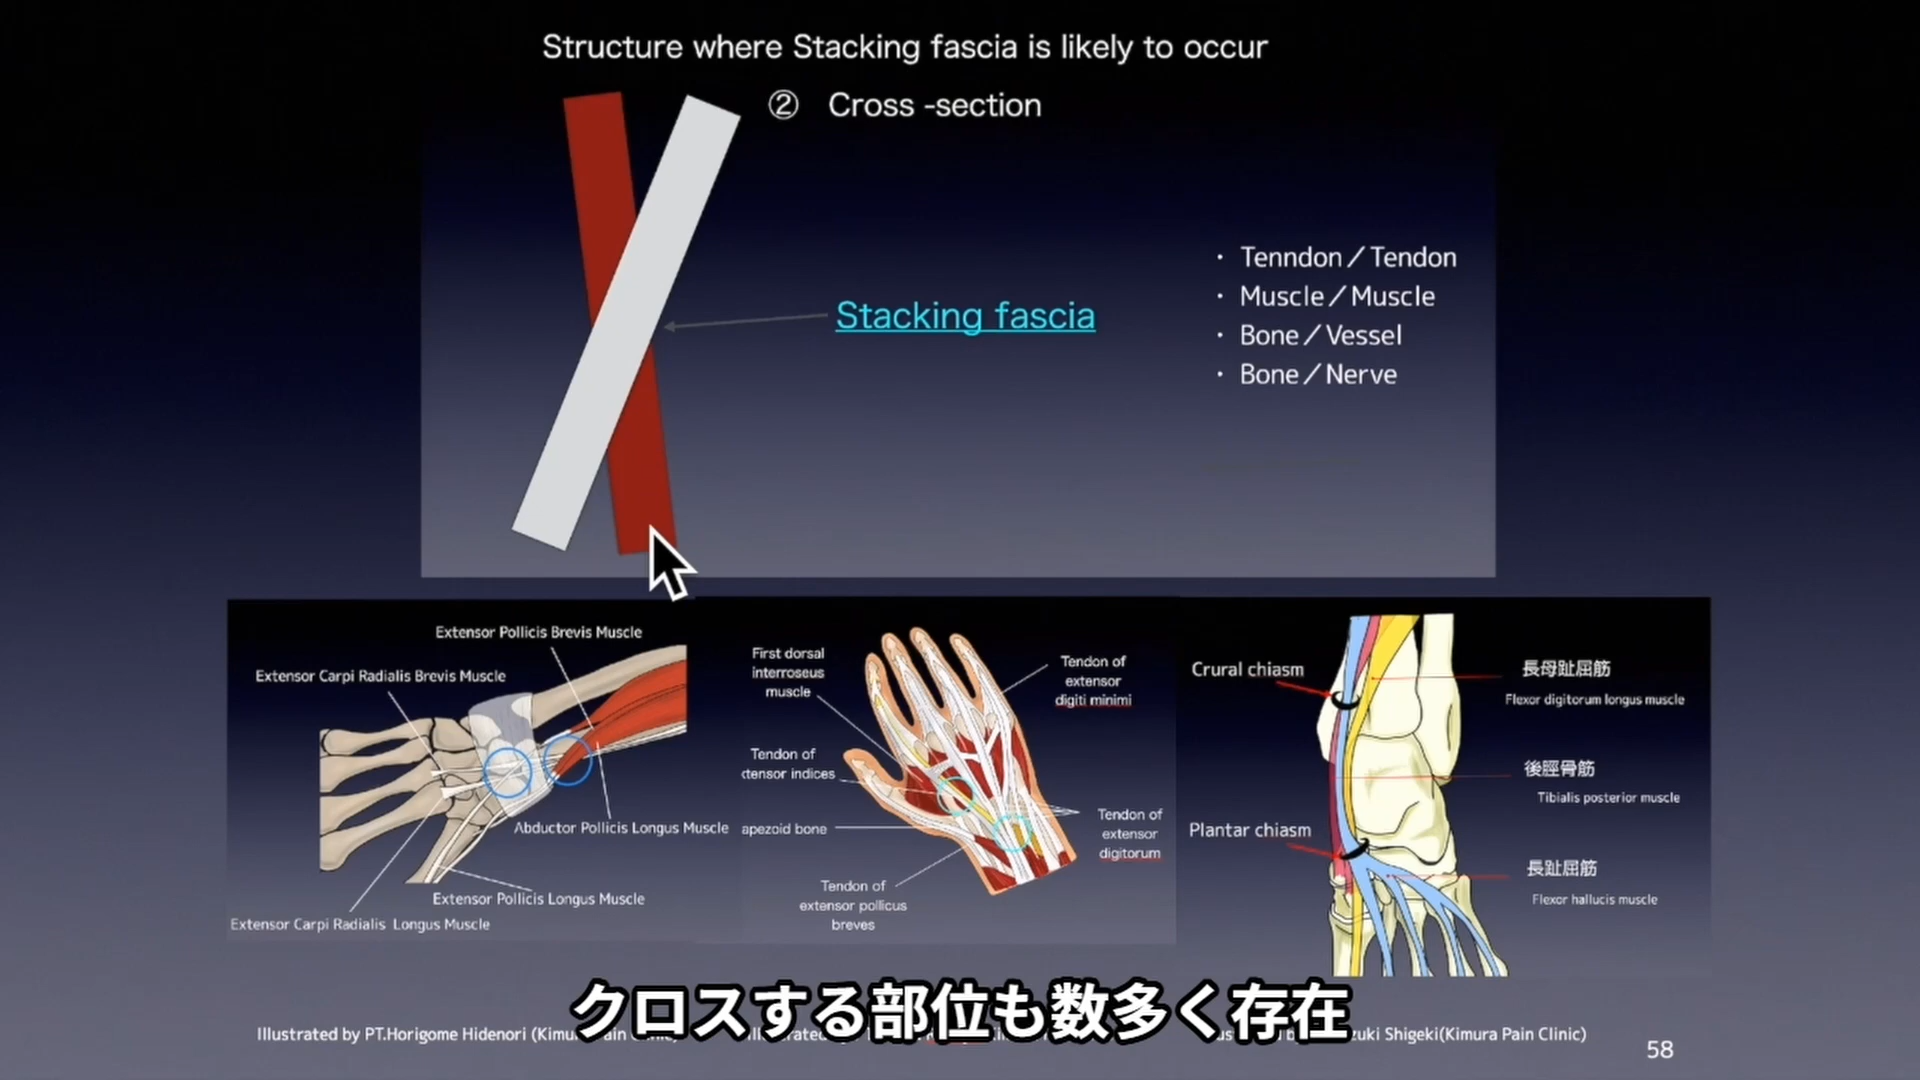 Structure where Stacking fascia is likely to occur
② Cross -section
Stacking fascia
・ Tenndon／Tendon
・ Muscle／Muscle
・ Bone／Vessel
・ Bone／Nerve
Extensor Pollicis Brevis Muscle
Extensor Carpi Radialis Brevis Muscle
Abductor Pollicis Longus Muscle
Extensor Pollicis Longus Muscle
Extensor Carpi Radialis Longus Muscle
First dorsal
interroseus
muscle
Tendon of
extensor
digiti minimi
Tendon of
ctensor indices
apezoid bone
Tendon of
extensor
digitorum
Tendon of
extensor pollicus
breves
Crural chiasm
長母趾屈筋
Flexor digitorum longus muscle
後脛骨筋
Tibialis posterior muscle
Plantar chiasm
長趾屈筋
Flexor hallucis muscle
クロスする部位も数多く存在
Illustrated by PT.Horigome Hidenori
Shigeki(Kimura Pain Clinic)
58